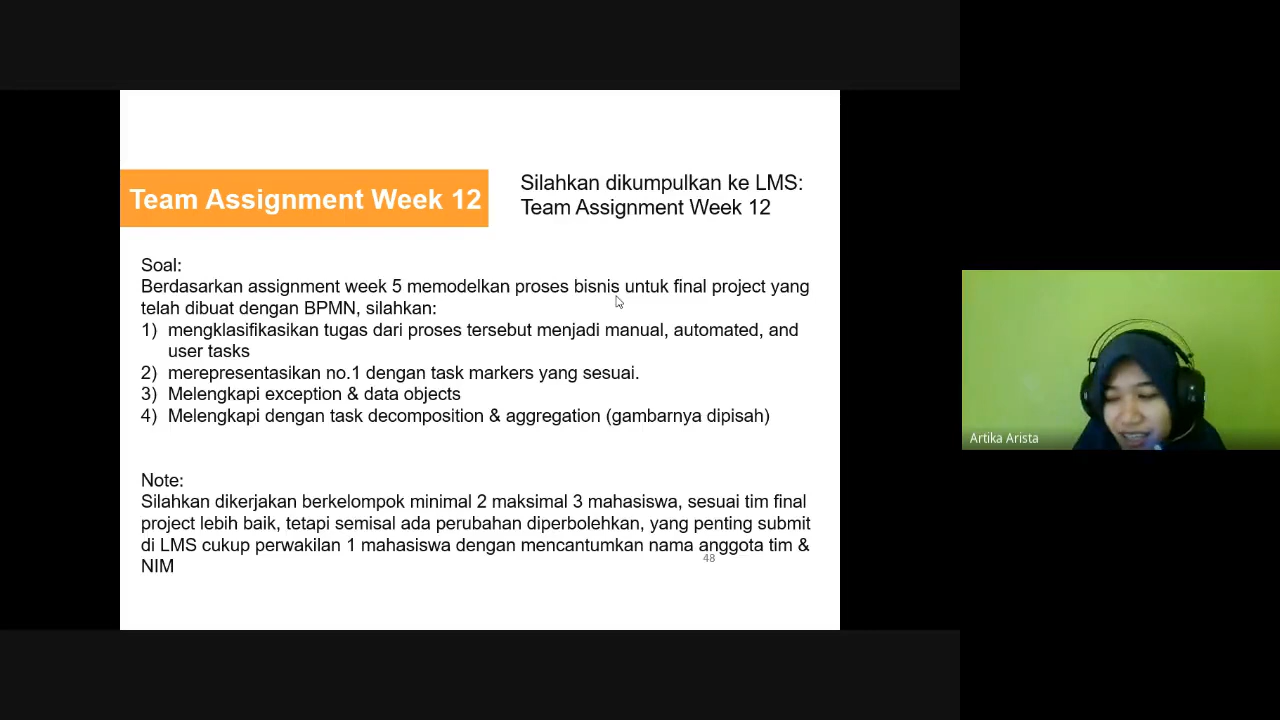 Team Assignment Week 12
Silahkan dikumpulkan ke LMS:
Team Assignment Week 12
Soal:
Berdasarkan assignment week 5 memodelkan proses bisnis untuk final project yang
telah dibuat dengan BPMN, silahkan:
1) mengklasifikasikan tugas dari proses tersebut menjadi manual, automated, and
user tasks
2) merepresentasikan no.1 dengan task markers yang sesuai.
3) Melengkapi exception & data objects
4) Melengkapi dengan task decomposition & aggregation (gambarnya dipisah)
Note:
Silahkan dikerjakan berkelompok minimal 2 maksimal 3 mahasiswa, sesuai tim final
project lebih baik, tetapi semisal ada perubahan diperbolehkan, yang penting submit
di LMS cukup perwakilan 1 mahasiswa dengan mencantumkan nama anggota tim &
NIM
48
Artika Arista